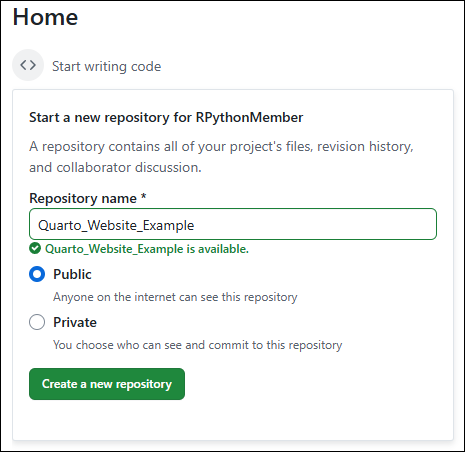 Home
<> Start writing code
Start a new repository for RPythonMember
A repository contains all of your project's files, revision history,
and collaborator discussion.
Repository name *
Quarto_Website_Example
Quarto_Website_Example is available.
Public
Anyone on the internet can see this repository
Private
You choose who can see and commit to this repository
Create a new repository